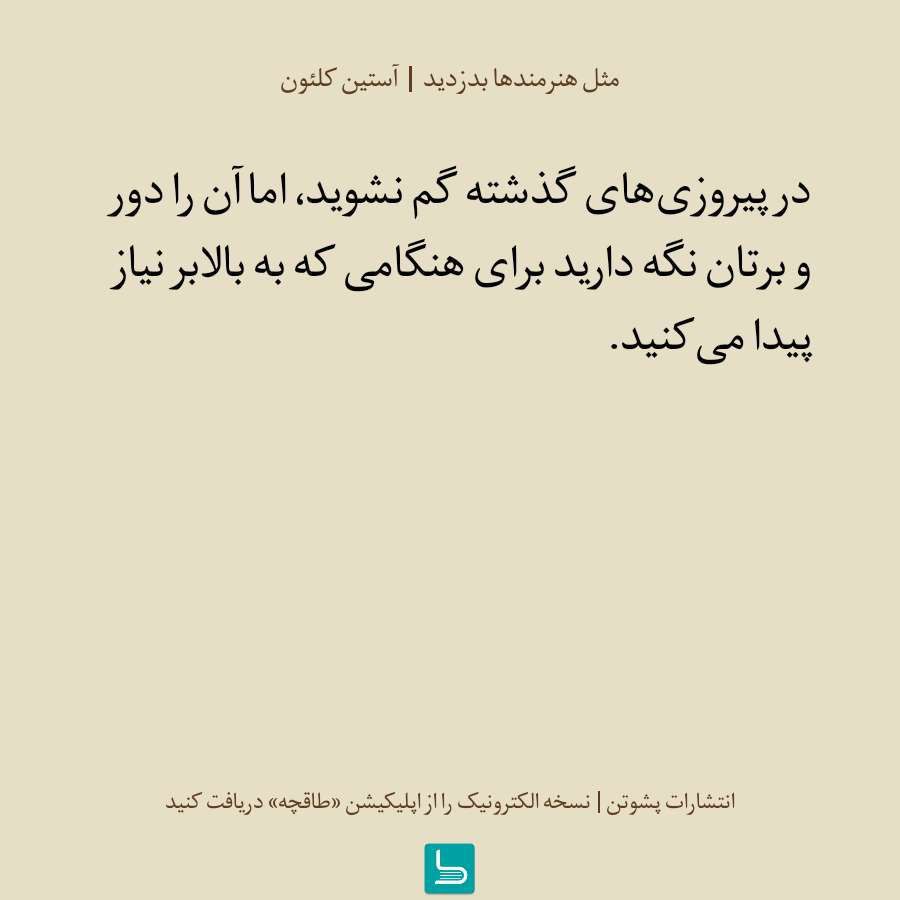 مثل هنرمندها بدزدید | آستین کلئون
در پیروزی‌های گذشته گم نشوید، اما آن را دور
و برتان نگه دارید برای هنگامی که به بالابر نیاز
پیدا می‌کنید.
انتشارات پشوتن | نسخه الکترونیک را از اپلیکیشن «طاقچه» دریافت کنید